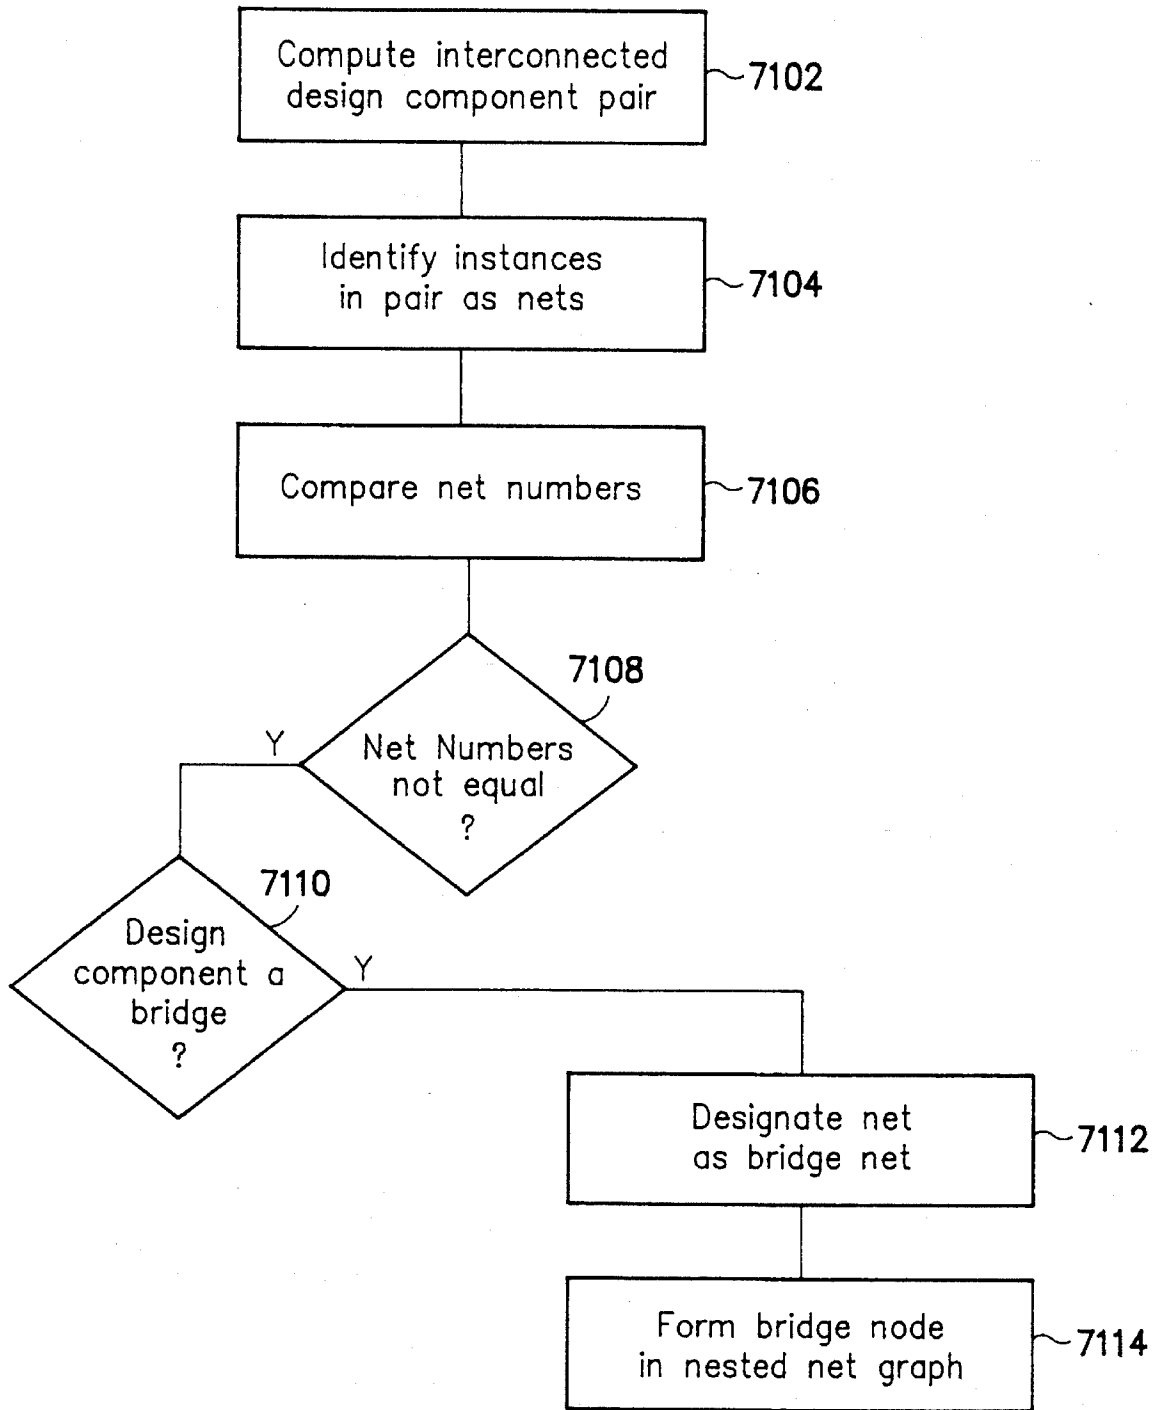 Compute interconnected
design component pair
7102
Identify instances
in pair as nets
7104
Compare net numbers
7106
7108
Net Numbers
not equal
?
Y
7110
Design
component a
bridge
?
Y
Designate net
as bridge net
7112
Form bridge node
in nested net graph
7114